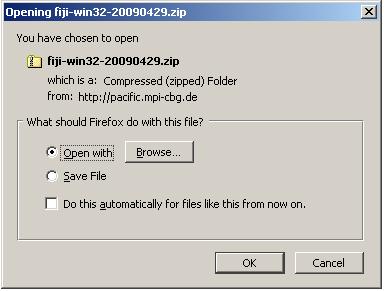 Opening fiji-win32-20090429.zip
You have chosen to open
fiji-win32-20090429.zip
which is a: Compressed (zipped) Folder
from: http://pacific.mpi-cbg.de
What should Firefox do with this file?
Open with Browse...
Save File
Do this automatically for files like this from now on.
OK Cancel